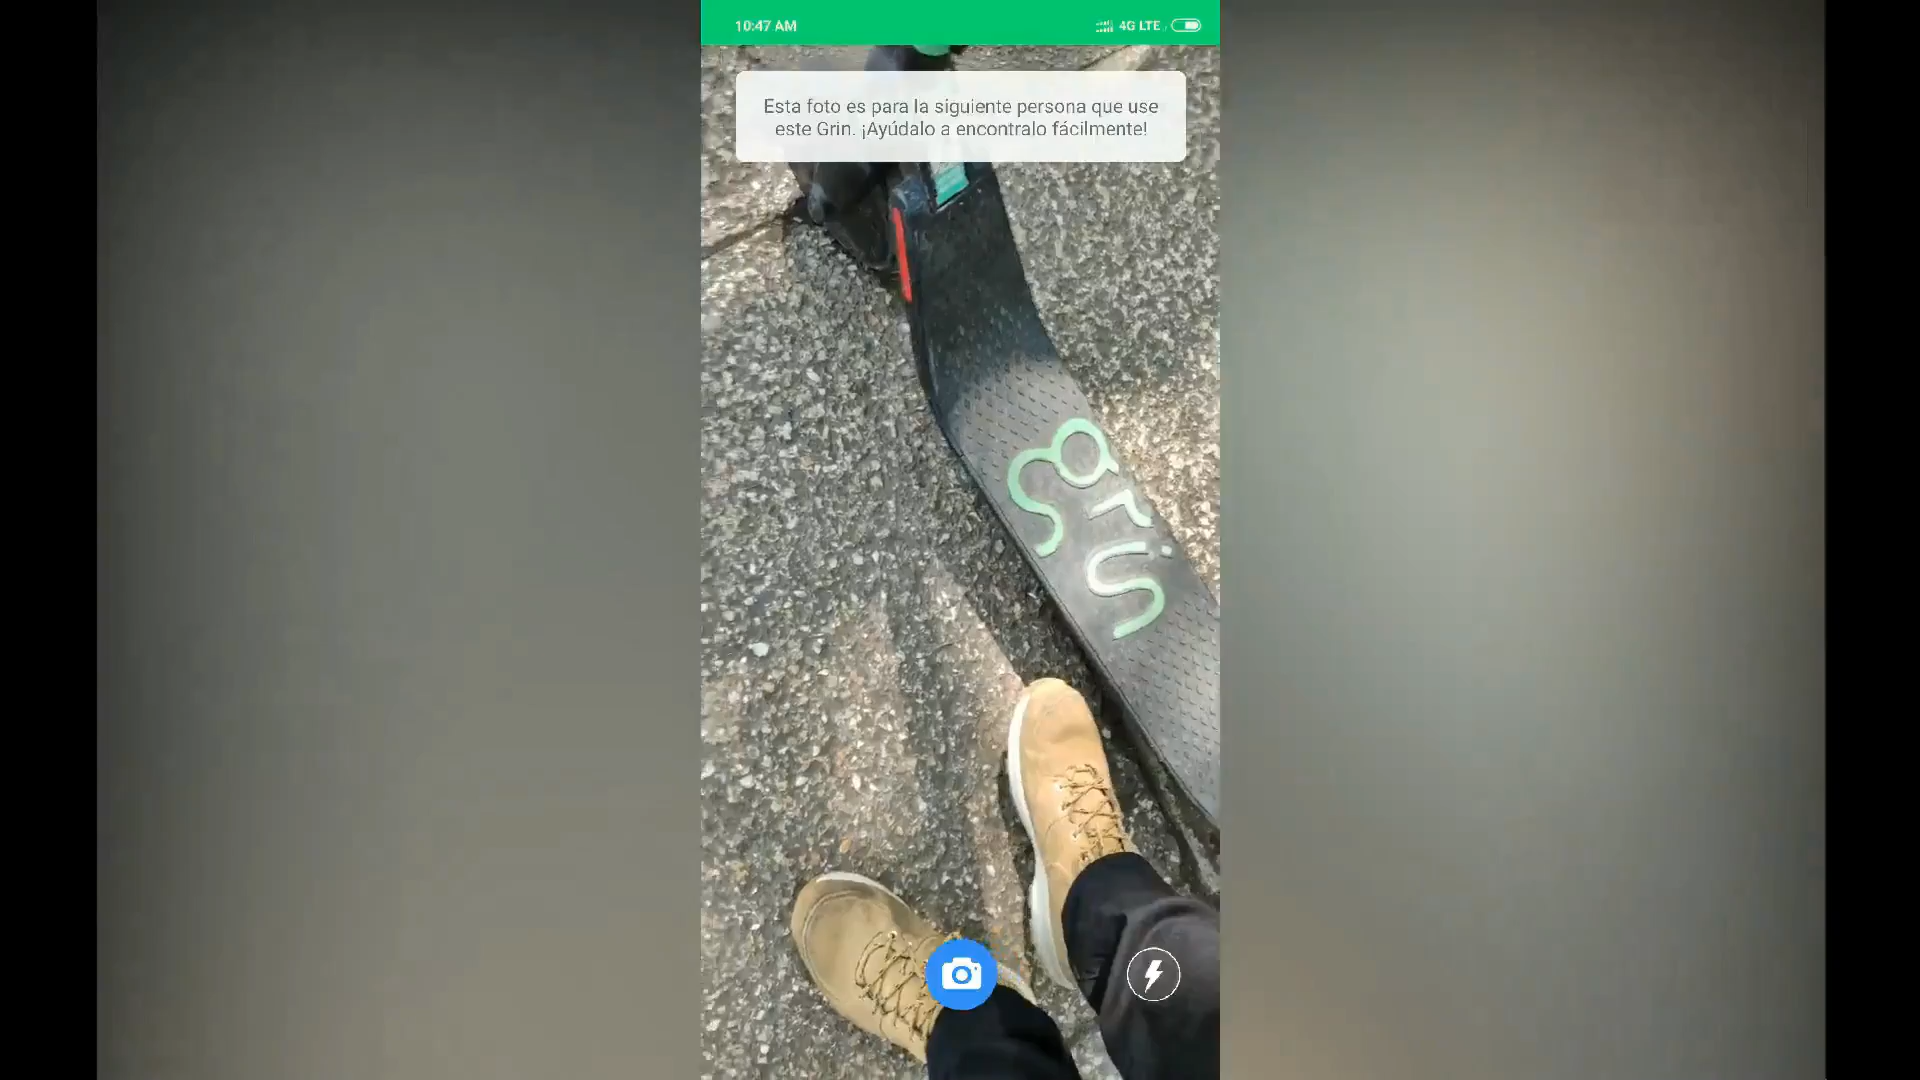 10:47 AM
4G LTE
Esta foto es para la siguiente persona que use
este Grin. ¡Ayúdalo a encontralo fácilmente!
grin